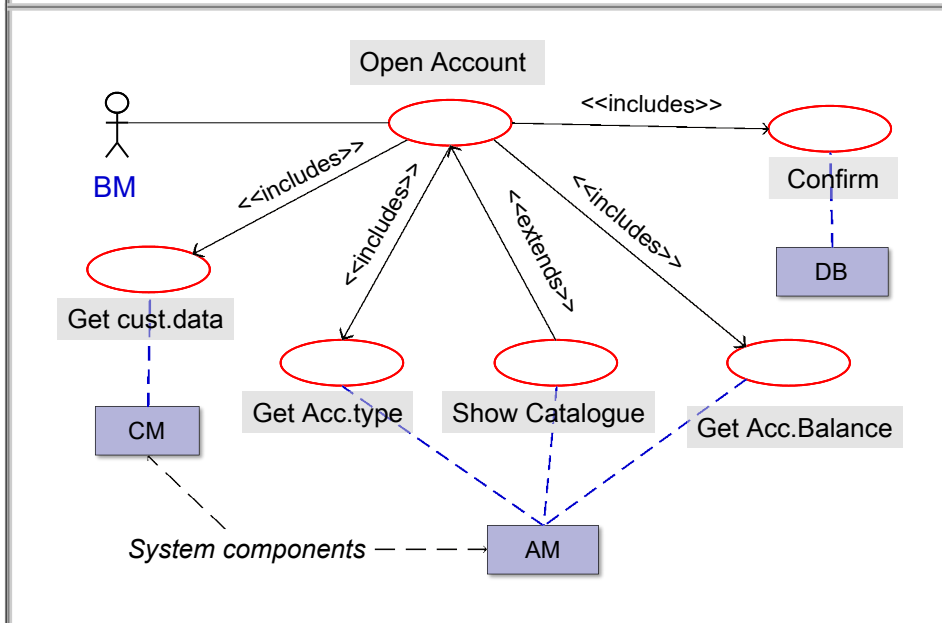 Open Account
<<includes>>
BM
Confirm
<<includes>>
<<includes>>
<<extends>>
<<includes>>
DB
Get cust.data
Get Acc.type
Show Catalogue
Get Acc.Balance
CM
System components
AM